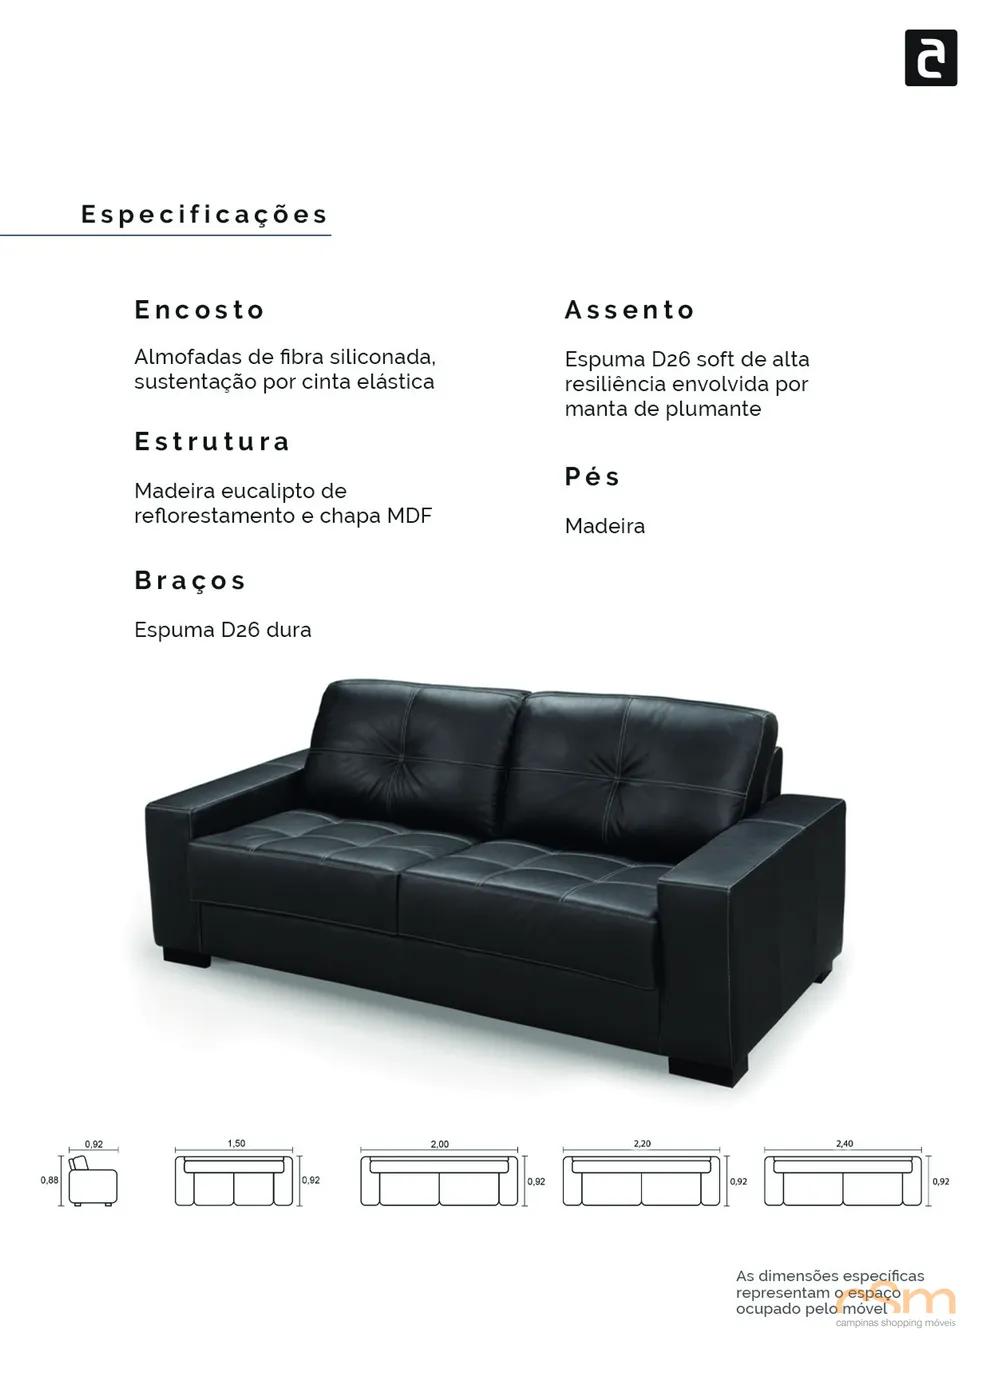 Especificações
Encosto
Almofadas de fibra siliconada,
sustentação por cinta elástica
Estrutura
Madeira eucalipto de
reflorestamento e chapa MDF
Braços
Espuma D26 dura
Assento
Espuma D26 soft de alta
resiliência envolvida por
manta de plumante
Pés
Madeira
0,92
0,88
1,50
0,92
2,00
0,92
2,20
0,92
2,40
0,92
As dimensões específicas
representam o espaço
ocupado pelo móvel
csm
campinas shopping móveis